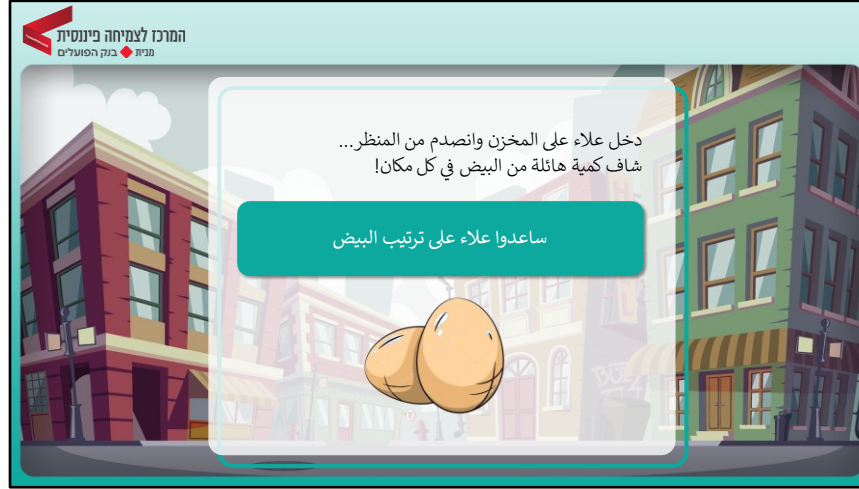 המרכז לצמיחה פיננסית
מבית בנק הפועלים
دخل علاء على المخزن وانصدم من المنظر...
شاف كمية هائلة من البيض في كل مكان!
ساعدوا علاء على ترتيب البيض